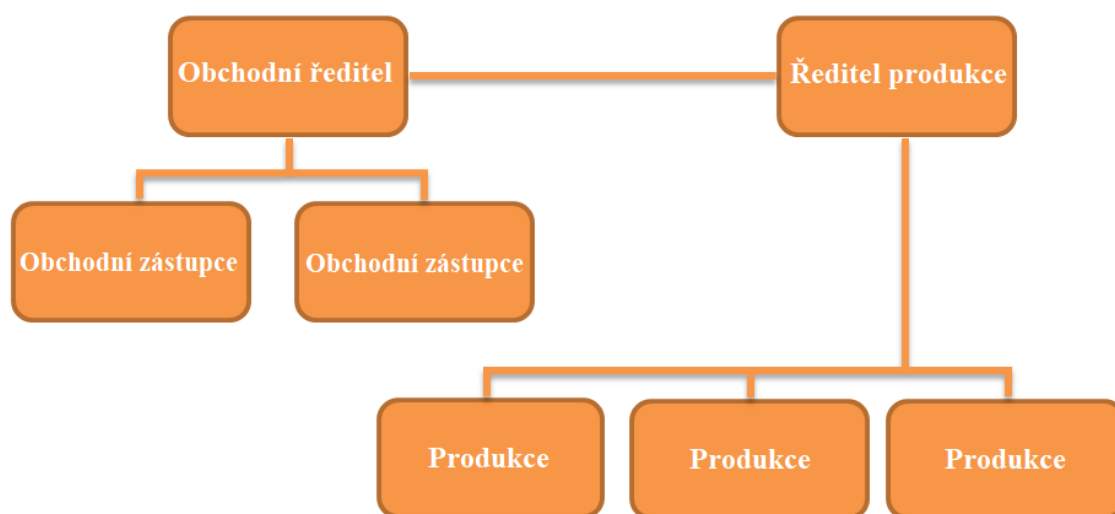 Obchodní ředitel
Ředitel produkce
Obchodní zástupce
Obchodní zástupce
Produkce
Produkce
Produkce